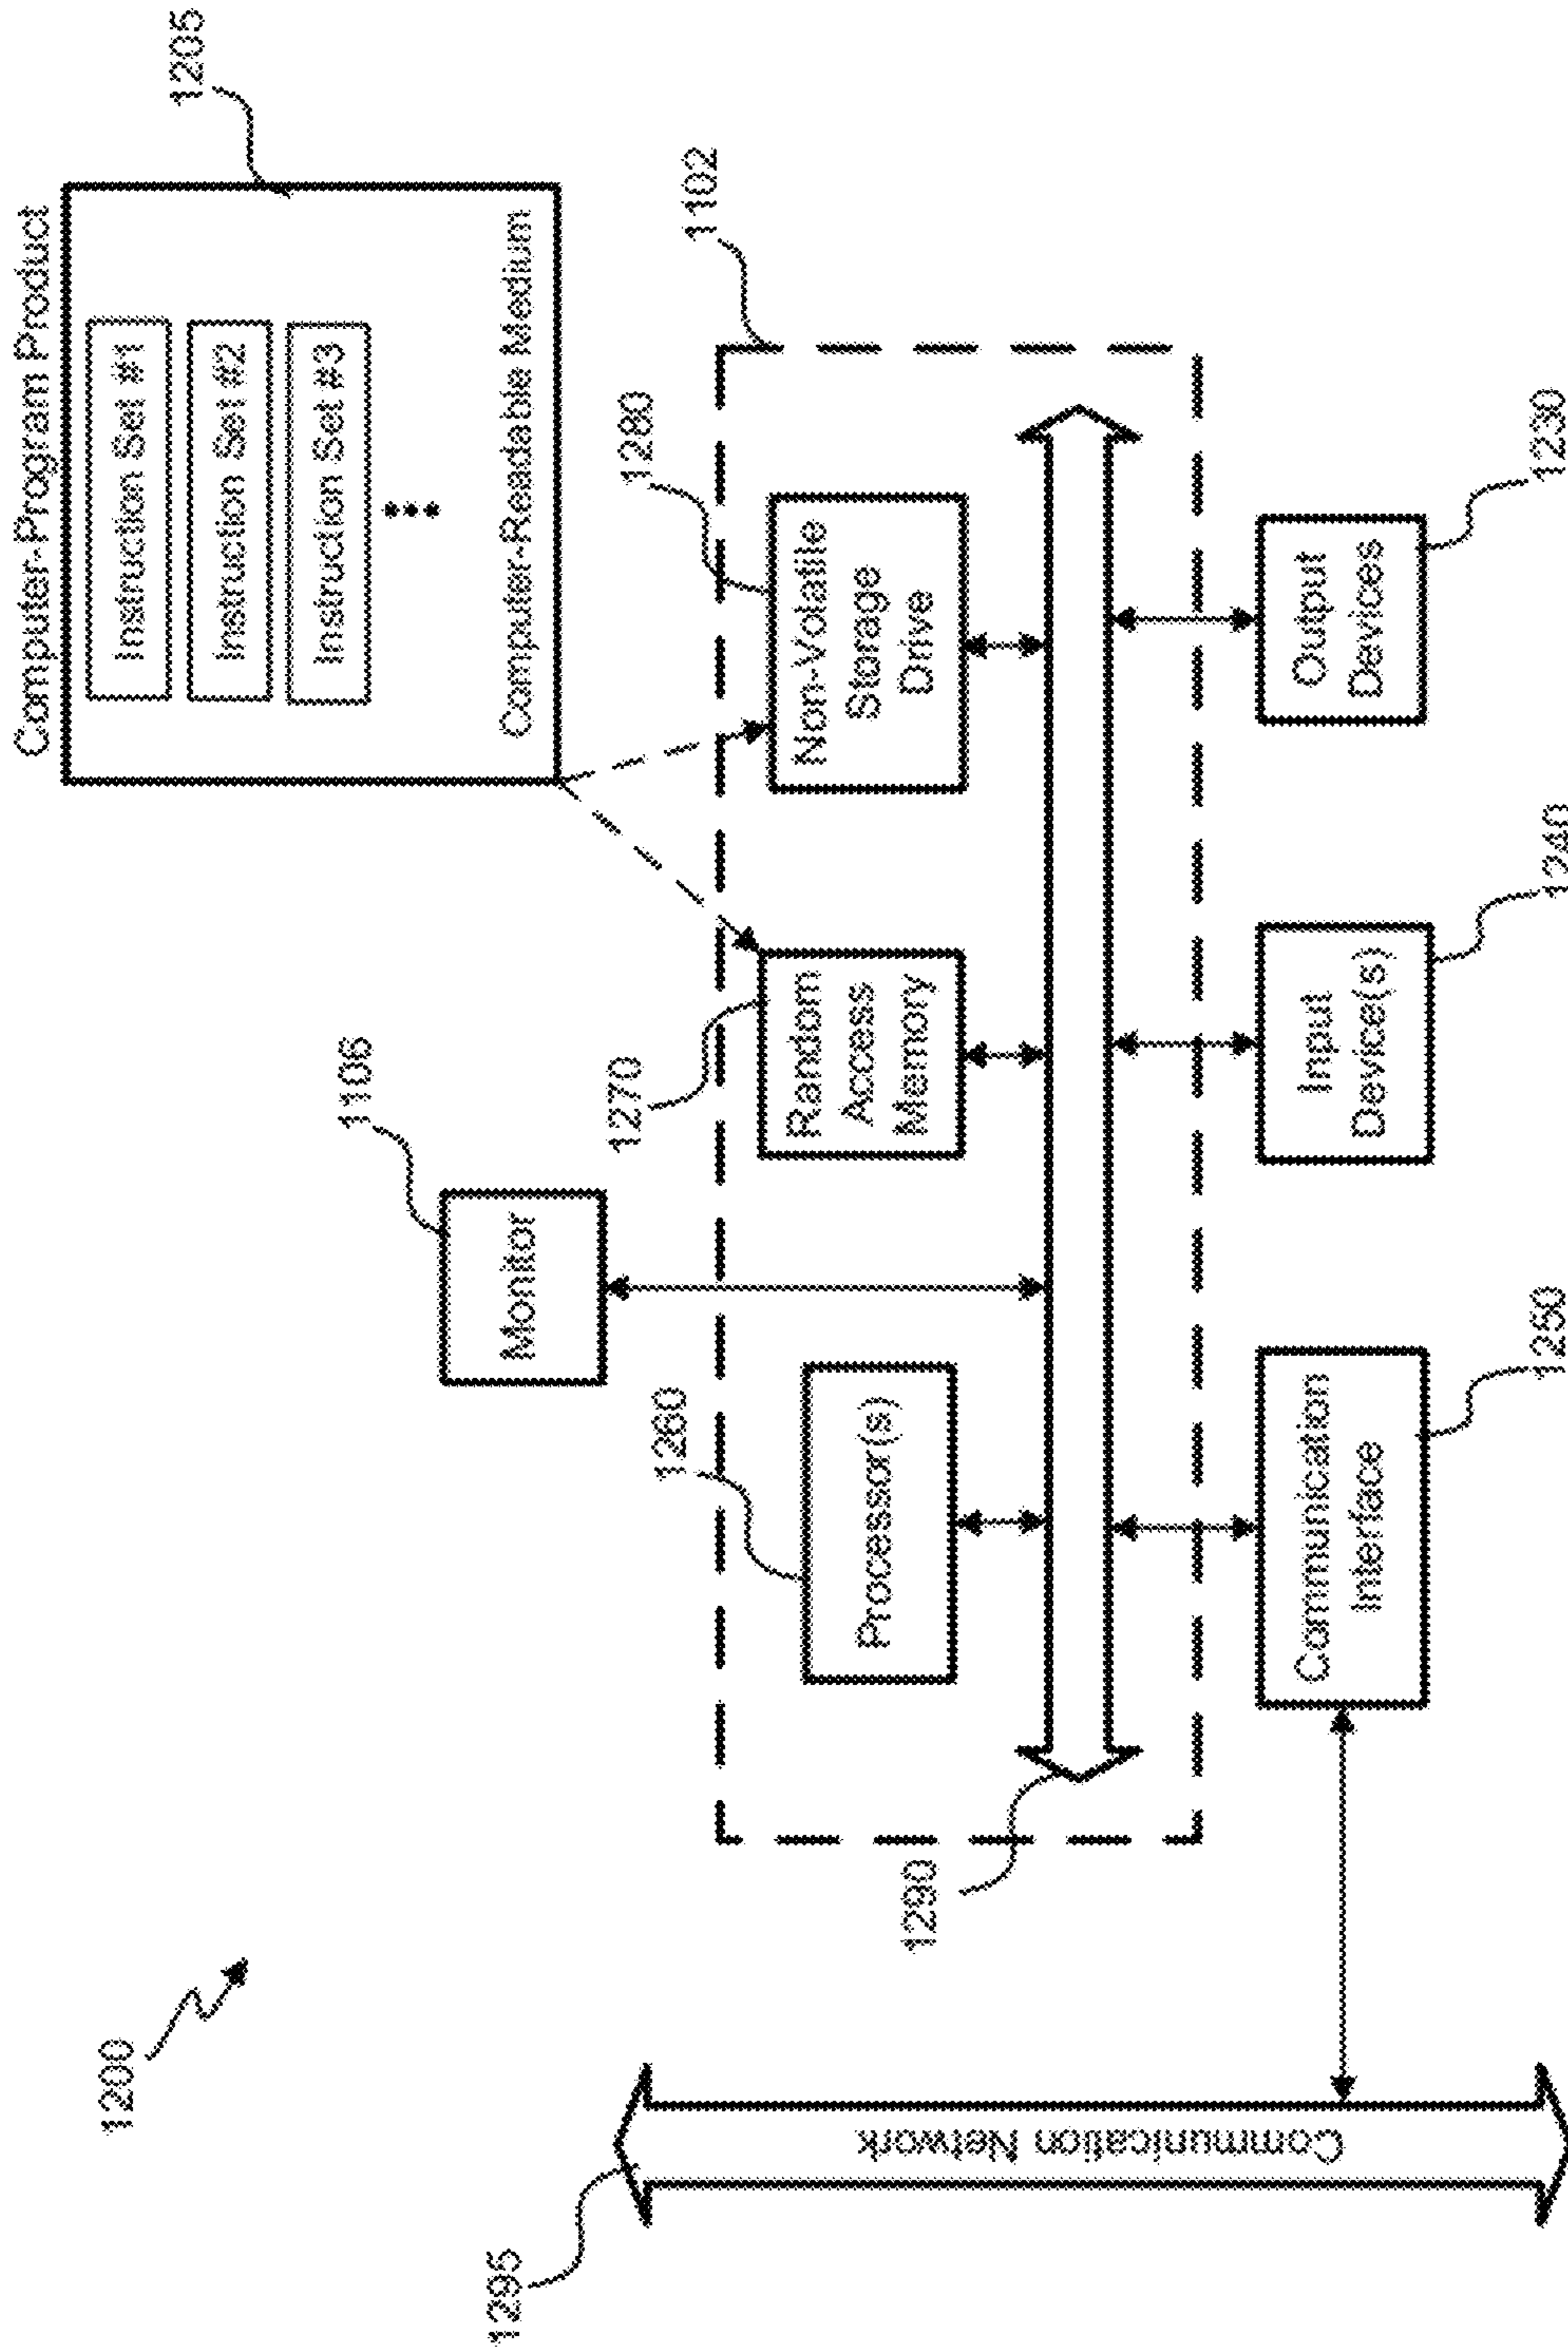 1200
Computer-Program Product
1205
Instruction Set #1
Instruction Set #2
Instruction Set #3
Computer-Readable Medium
1106
Monitor
1102
1260
1270
1280
Processor(s)
Random
Access
Memory
Non-Volatile
Storage
Drive
1290
1295
Communication Network
Communication
Interface
1250
Input
Device(s)
1240
Output
Devices
1230